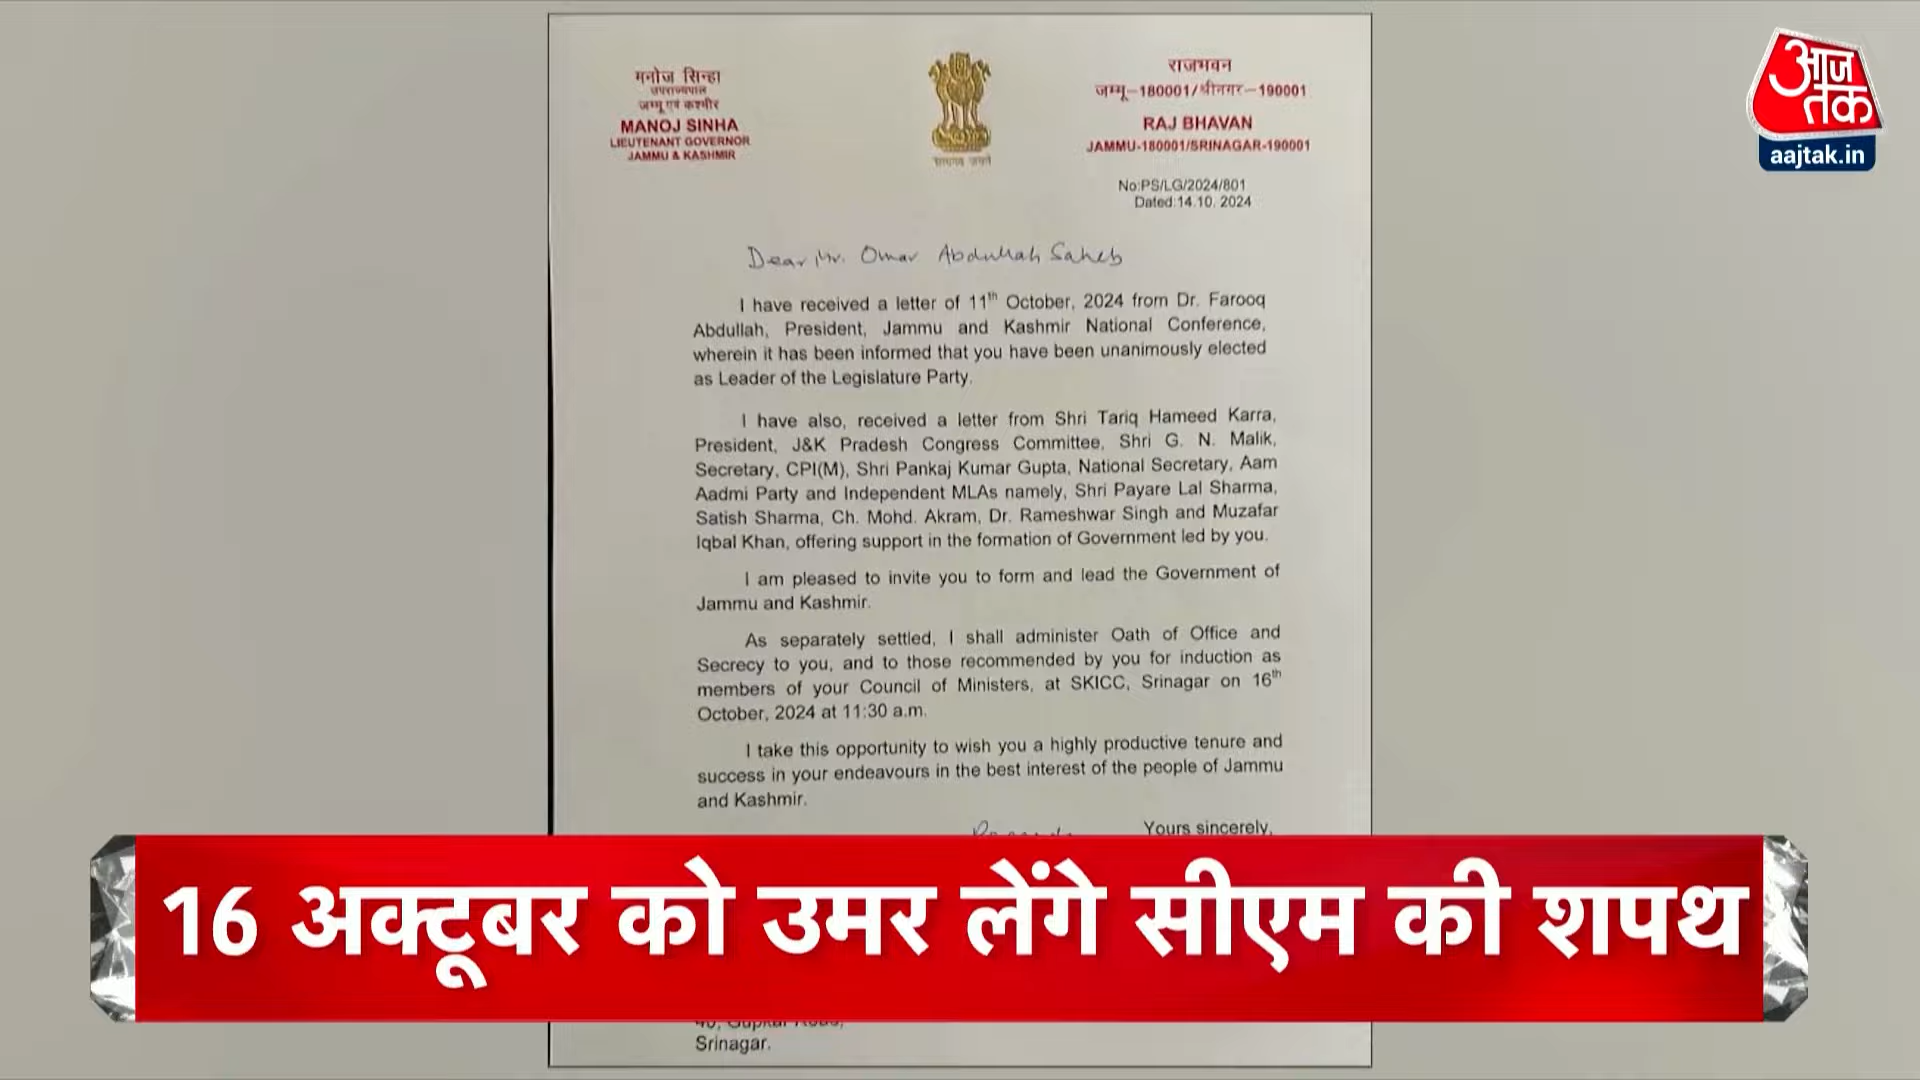 मनोज सिन्हा
उपराज्यपाल
जम्मू एवं कश्मीर
MANOJ SINHA
LIEUTENANT GOVERNOR
JAMMU & KASHMIR
सत्यमेव जयते
राजभवन
जम्मू-180001/श्रीनगर-190001
RAJ BHAVAN
JAMMU-180001/SRINAGAR-190001
No:PS/LG/2024/801
Dated:14.10. 2024
आज
तक
aajtak.in
Dear Mr. Omar Abdullah Saheb
I have received a letter of 11th October, 2024 from Dr. Farooq
Abdullah, President, Jammu and Kashmir National Conference,
wherein it has been informed that you have been unanimously elected
as Leader of the Legislature Party.
I have also, received a letter from Shri Tariq Hameed Karra,
President, J&K Pradesh Congress Committee, Shri G. N. Malik,
Secretary, CPI(M), Shri Pankaj Kumar Gupta, National Secretary, Aam
Aadmi Party and Independent MLAs namely, Shri Payare Lal Sharma,
Satish Sharma, Ch. Mohd. Akram, Dr. Rameshwar Singh and Muzafar
Iqbal Khan, offering support in the formation of Government led by you.
I am pleased to invite you to form and lead the Government of
Jammu and Kashmir.
As separately settled, I shall administer Oath of Office and
Secrecy to you, and to those recommended by you for induction as
members of your Council of Ministers, at SKICC, Srinagar on 16th
October, 2024 at 11:30 a.m.
I take this opportunity to wish you a highly productive tenure and
success in your endeavours in the best interest of the people of Jammu
and Kashmir.
Yours sincerely,
16 अक्टूबर को उमर लेंगे सीएम की शपथ
40, Gupkar Road,
Srinagar.